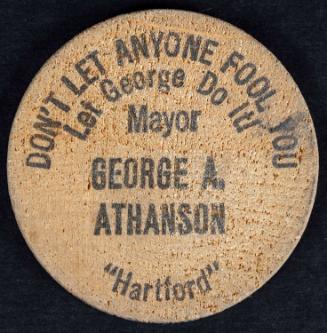 DON'T LET ANYONE FOOL YOU
Let George Do It!
Mayor
GEORGE A.
ATHANSON
"Hartford"